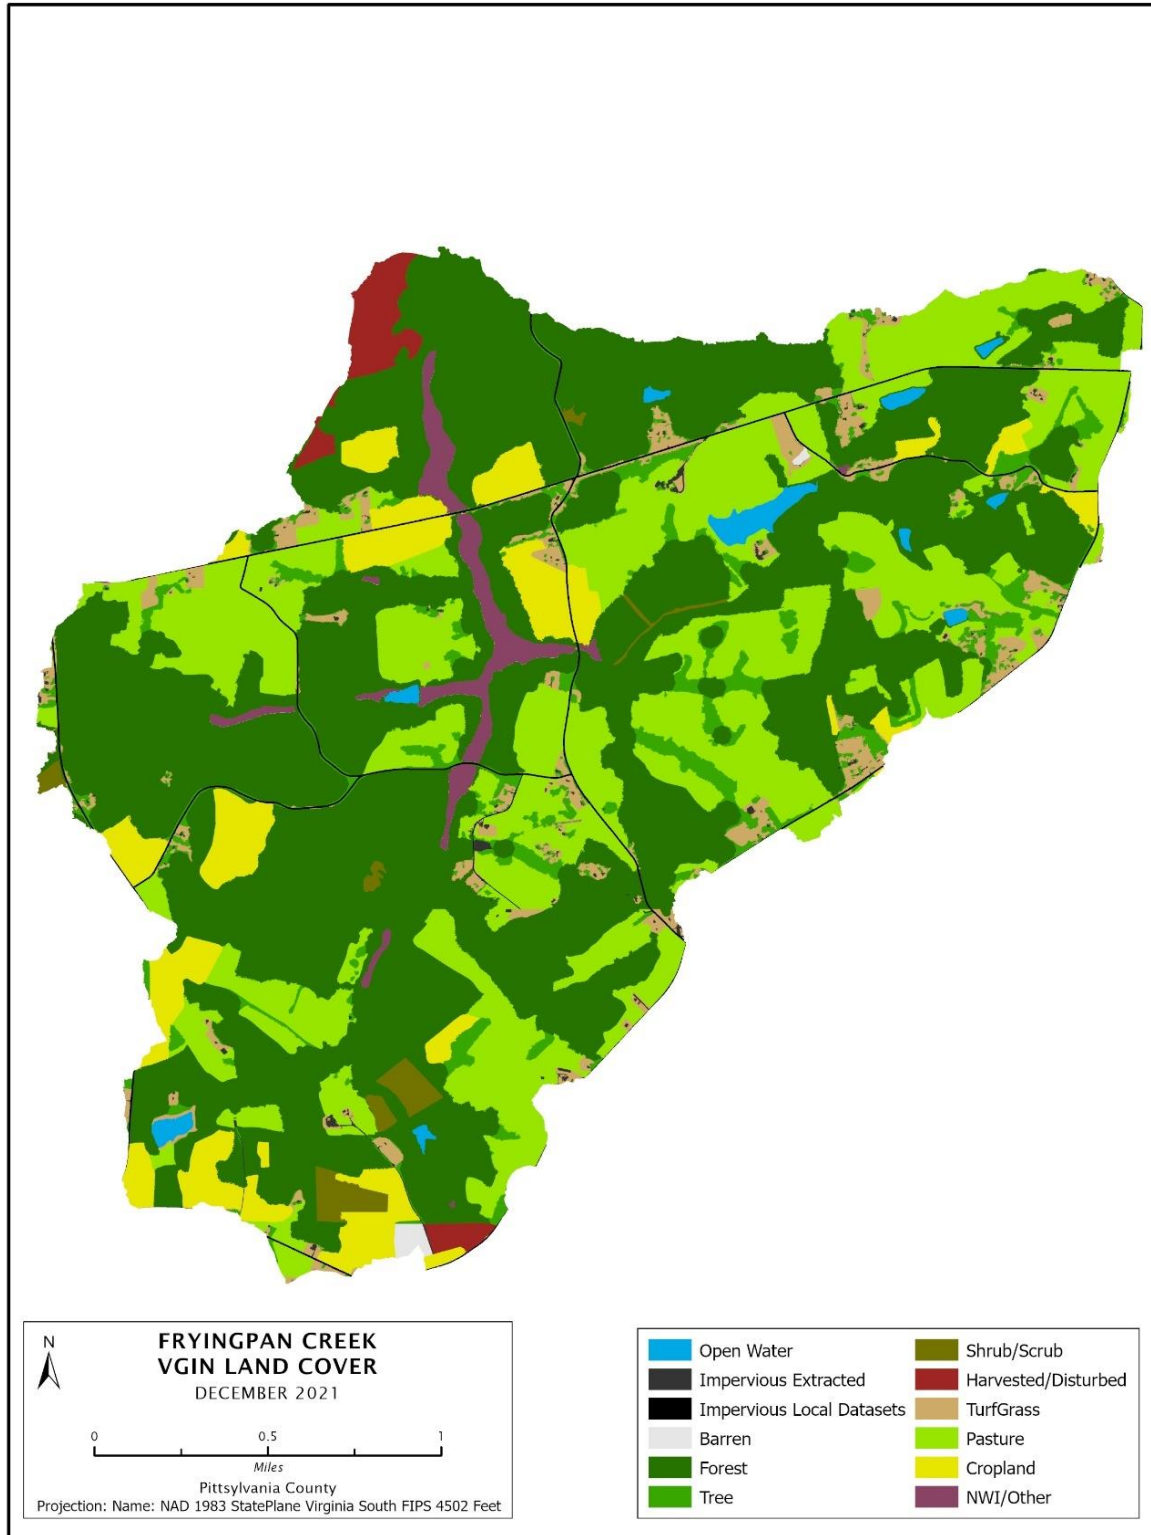 N
FRYINGPAN CREEK
VGIN LAND COVER
DECEMBER 2021
0 0.5 1
Miles
Pittsylvania County
Projection: Name: NAD 1983 StatePlane Virginia South FIPS 4502 Feet
Open Water
Impervious Extracted
Impervious Local Datasets
Barren
Forest
Tree
Shrub/Scrub
Harvested/Disturbed
TurfGrass
Pasture
Cropland
NWI/Other